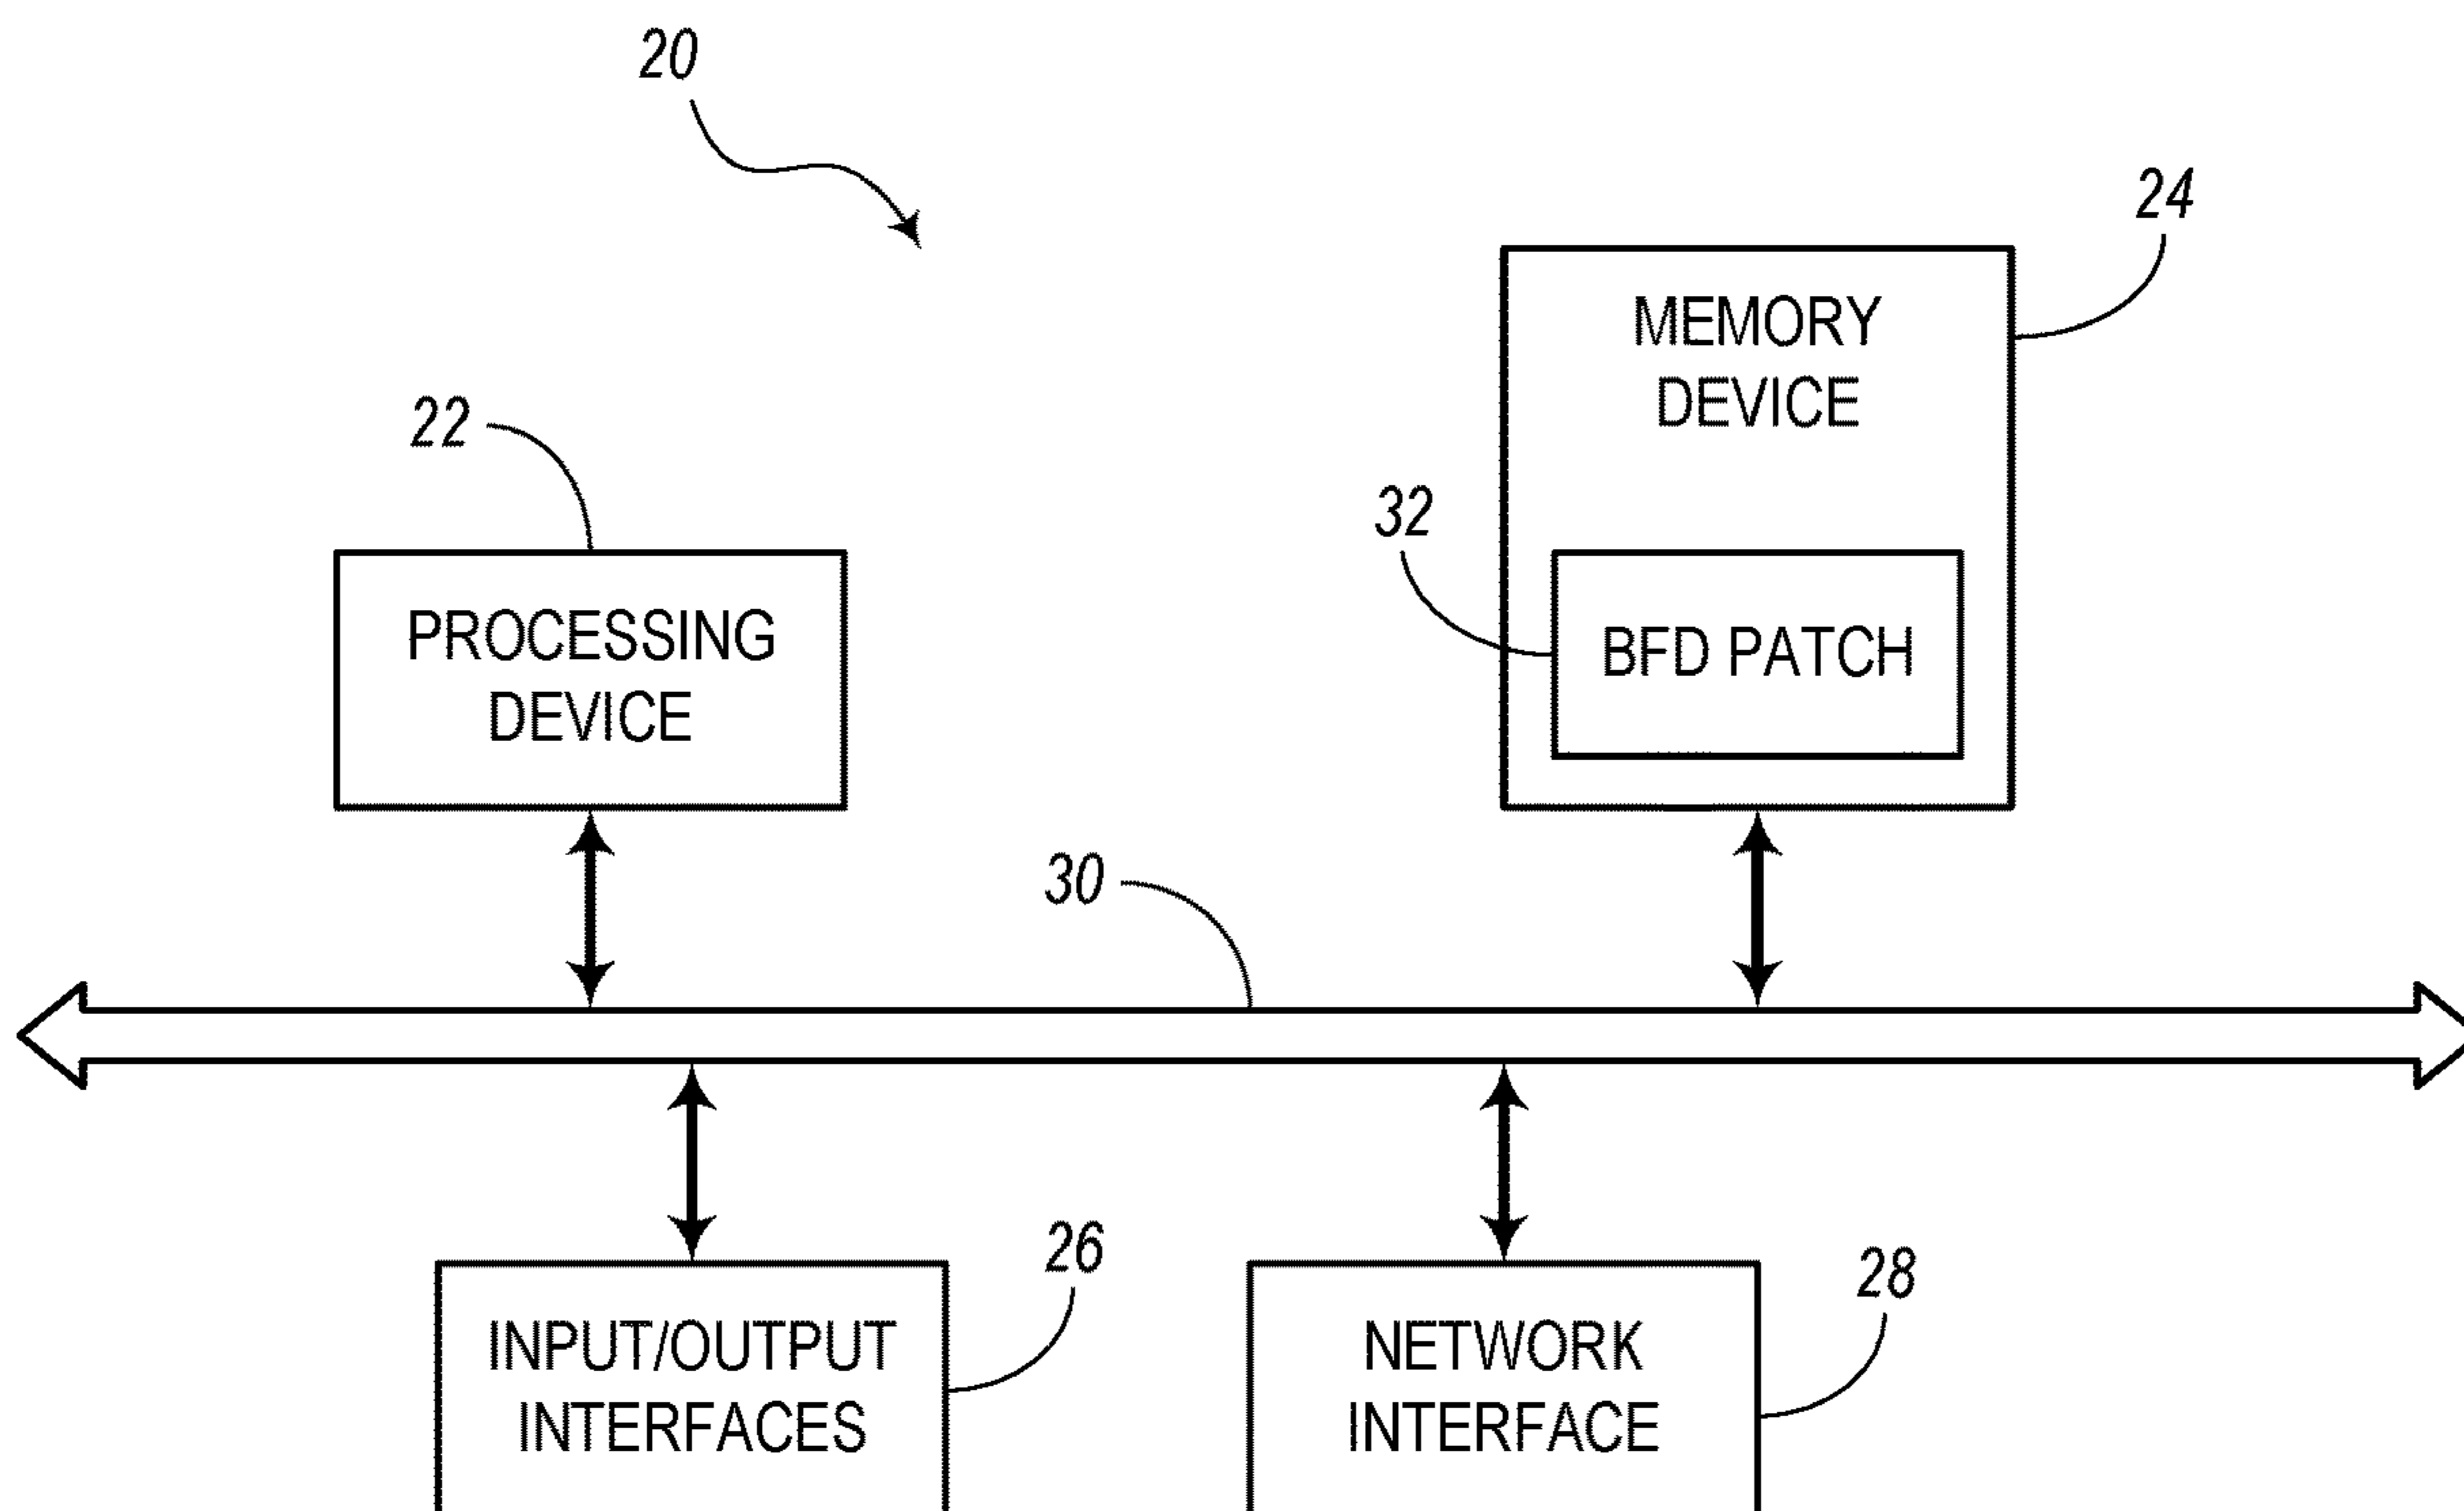 20
24
MEMORY
DEVICE
22
32
BFD PATCH
PROCESSING
DEVICE
30
26
28
INPUT/OUTPUT
INTERFACES
NETWORK
INTERFACE